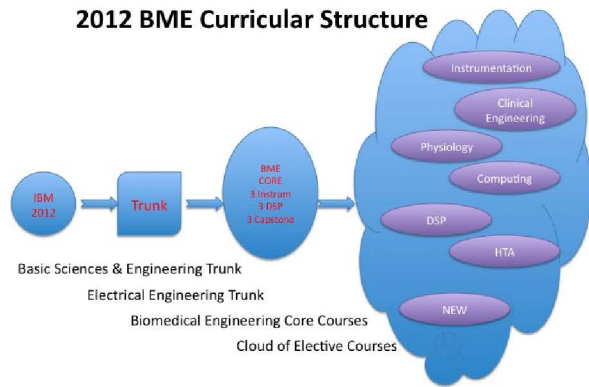 2012 BME Curricular Structure
IBM
2012
Trunk
BME
CORE
3 Instrum
3 DSP
3 Capstone
Instrumentation
Clinical
Engineering
Physiology
Computing
DSP
HTA
NEW
Basic Sciences & Engineering Trunk
Electrical Engineering Trunk
Biomedical Engineering Core Courses
Cloud of Elective Courses